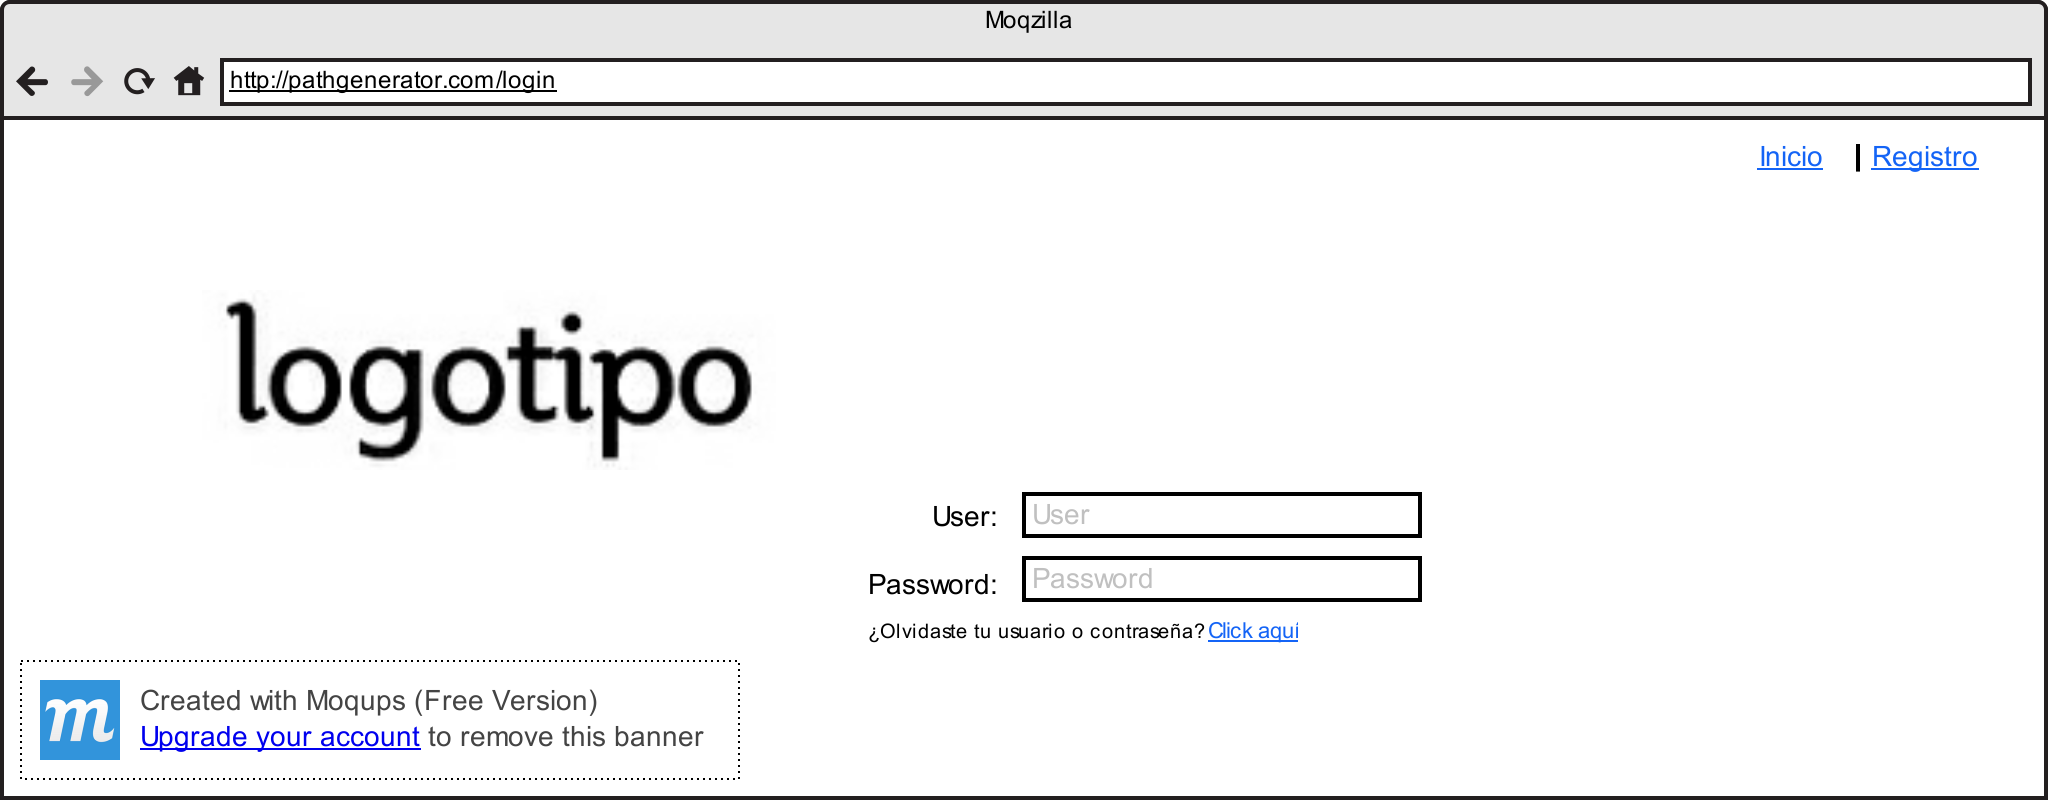 Moqzilla
http://pathgenerator.com/login
Inicio | Registro
logotipo
User: User
Password: Password
¿Olvidaste tu usuario o contraseña? Click aquí
m
Created with Moqups (Free Version)
Upgrade your account to remove this banner